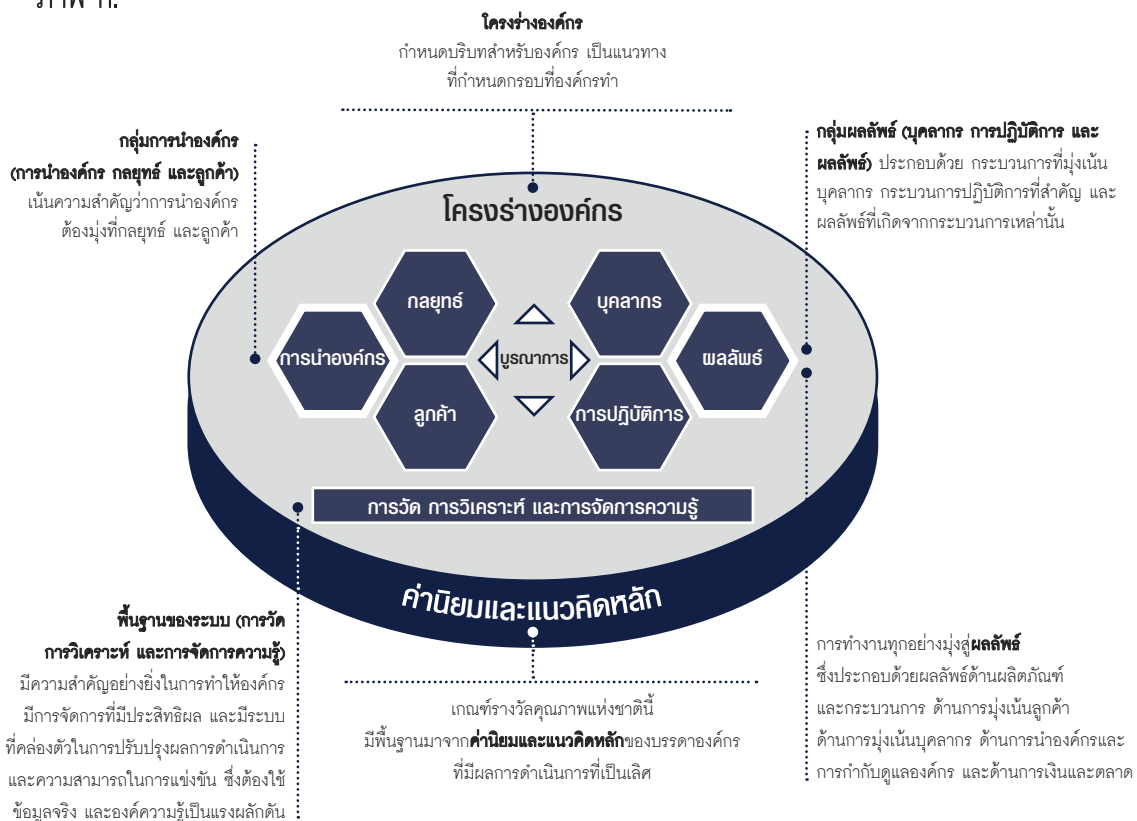 ภาพ ก.
โครงร่างองค์กร
กำหนดบริบทสำหรับองค์กร เป็นแนวทาง
ที่กำหนดกรอบที่องค์กรทำ
กลุ่มการนำองค์กร
(การนำองค์กร กลยุทธ์ และลูกค้า)
เน้นความสำคัญว่าการนำองค์กร
ต้องมุ่งที่กลยุทธ์ และลูกค้า
กลุ่มผลลัพธ์ (บุคลากร การปฏิบัติการ และ
ผลลัพธ์) ประกอบด้วย กระบวนการที่มุ่งเน้น
บุคลากร กระบวนการปฏิบัติการที่สำคัญ และ
ผลลัพธ์ที่เกิดจากกระบวนการเหล่านั้น
โครงร่างองค์กร
กลยุทธ์
บุคลากร
การนำองค์กร
บูรณาการ
ผลลัพธ์
ลูกค้า
การปฏิบัติการ
การวัด การวิเคราะห์ และการจัดการความรู้
ค่านิยมและแนวคิดหลัก
พื้นฐานของระบบ (การวัด
การวิเคราะห์ และการจัดการความรู้)
มีความสำคัญอย่างยิ่งในการทำให้องค์กร
มีการจัดการที่มีประสิทธิผล และมีระบบ
ที่คล่องตัวในการปรับปรุงผลการดำเนินการ
และความสามารถในการแข่งขัน ซึ่งต้องใช้
ข้อมูลจริง และองค์ความรู้เป็นแรงผลักดัน
เกณฑ์รางวัลคุณภาพแห่งชาตินี้
มีพื้นฐานมาจากค่านิยมและแนวคิดหลักของบรรดาองค์กร
ที่มีผลการดำเนินการที่เป็นเลิศ
การทำงานทุกอย่างมุ่งสู่ผลลัพธ์
ซึ่งประกอบด้วยผลลัพธ์ด้านผลิตภัณฑ์
และกระบวนการ ด้านการมุ่งเน้นลูกค้า
ด้านการมุ่งเน้นบุคลากร ด้านการนำองค์กรและ
การกำกับดูแลองค์กร และด้านการเงินและตลาด